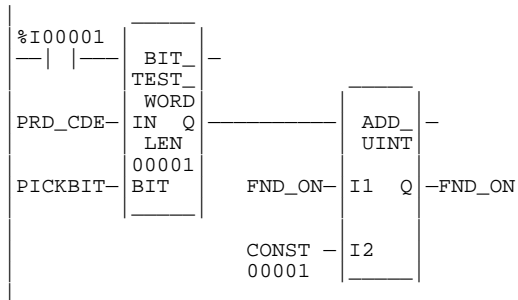 %I00001
BIT_
TEST_
WORD
PRD_CDE IN Q ADD_
LEN UINT
00001
PICKBIT BIT FND_ON I1 Q FND_ON
CONST I2
00001